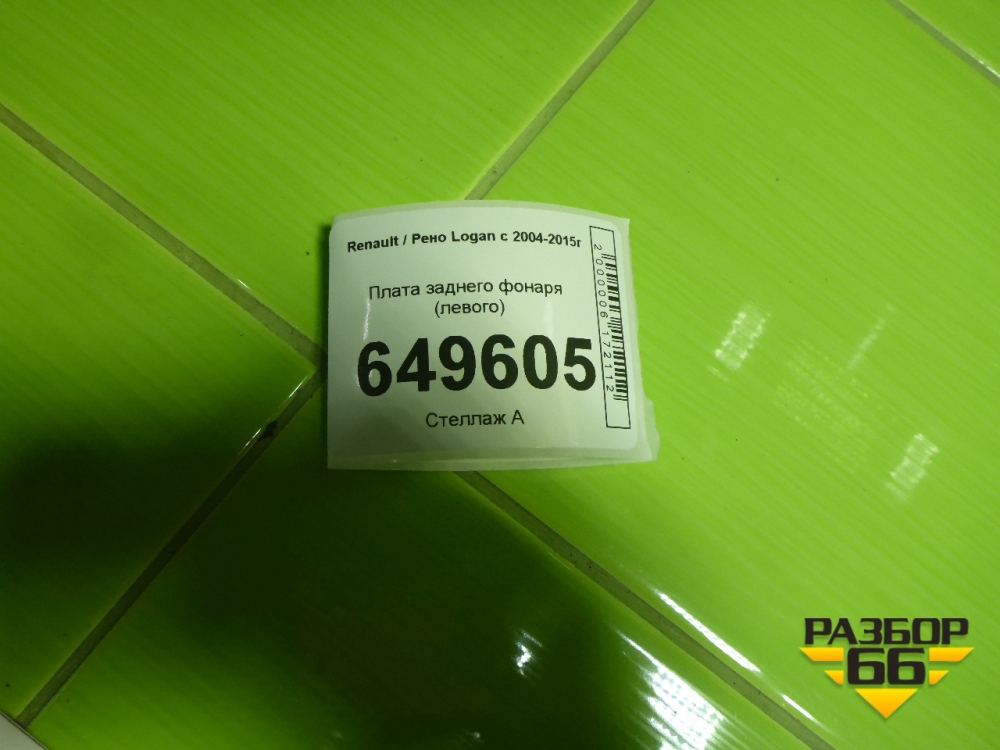 Renault / Рено Logan с 2004-2015г
Плата заднего фонаря
(левого)
649605
Стеллаж А
2000006172112
РАЗБОР
66